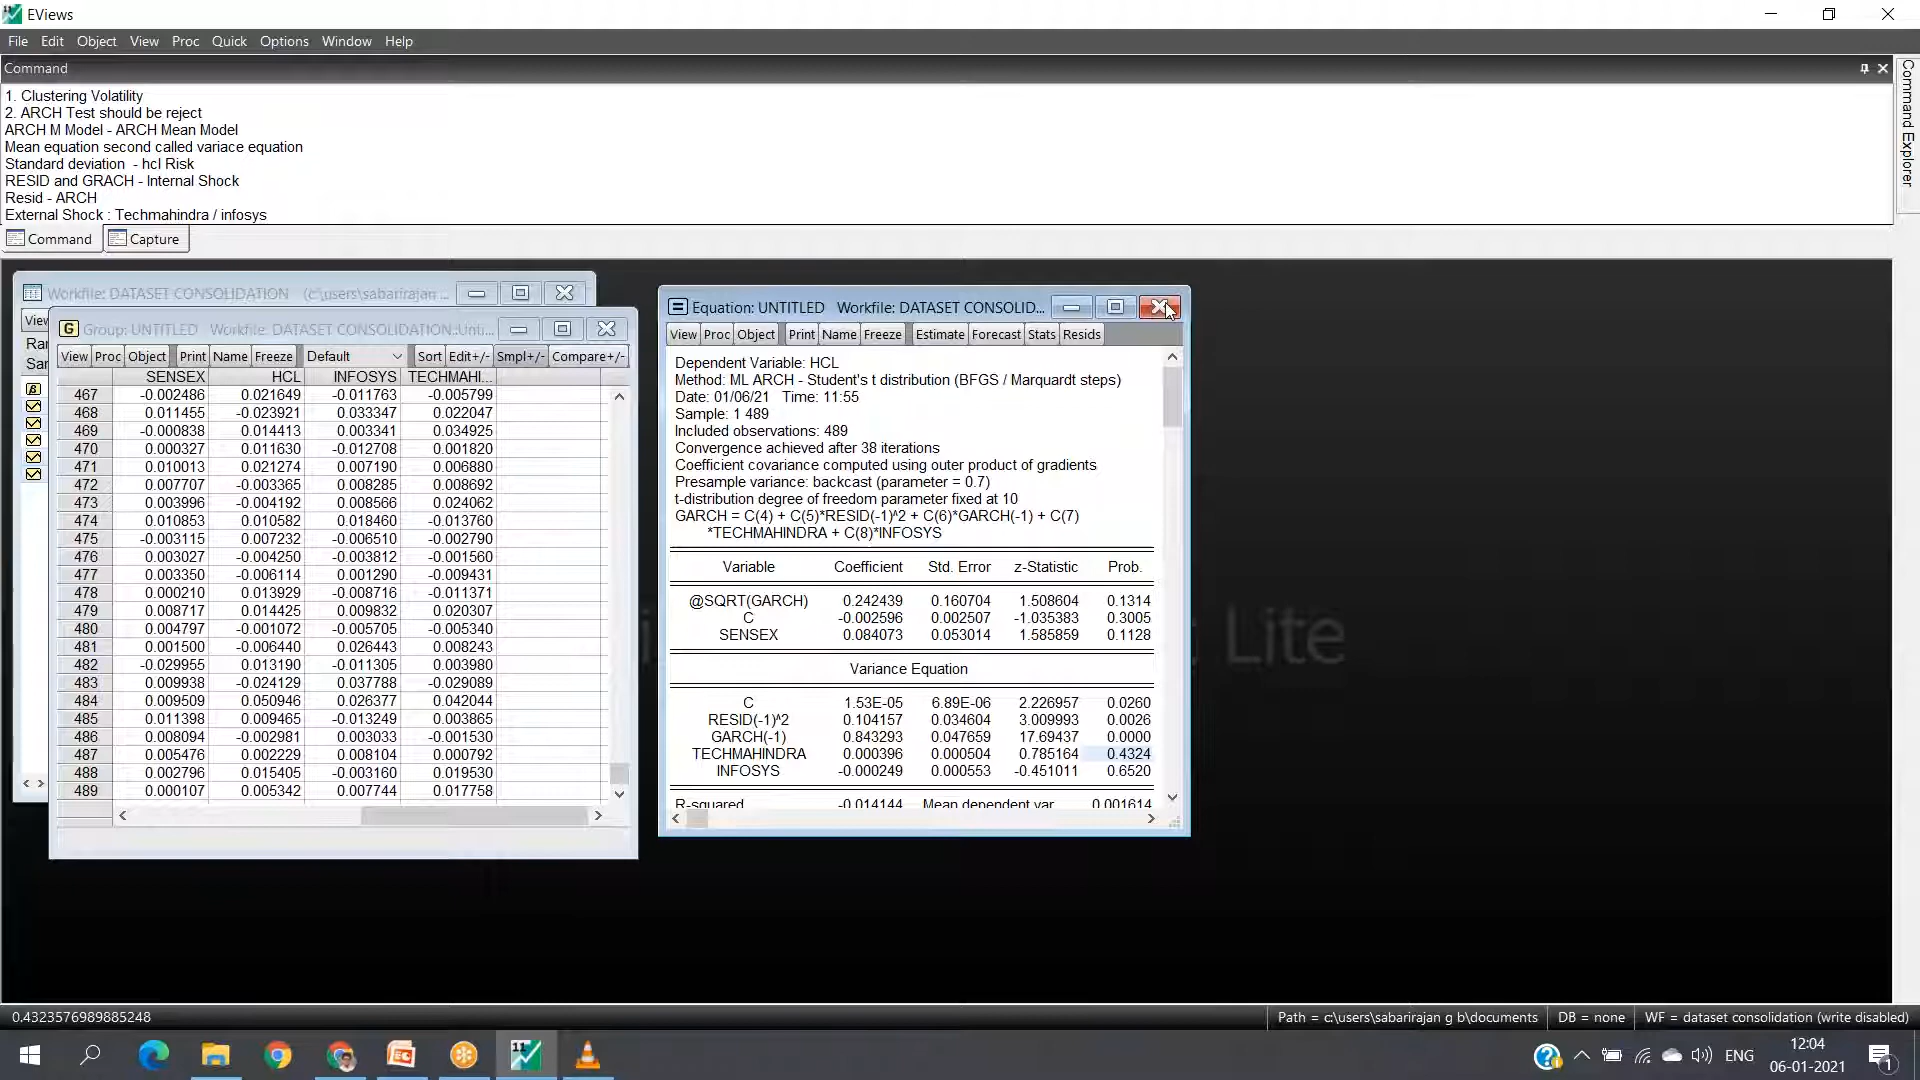 EViews
File Edit Object View Proc Quick Options Window Help
Command
1. Clustering Volatility
2. ARCH Test should be reject
ARCH M Model - ARCH Mean Model
Mean equation second called variace equation
Standard deviation - hcl Risk
RESID and GRACH - Internal Shock
Resid - ARCH
External Shock : Techmahindra / infosys
Command Capture
Command Explorer
Workfile: DATASET CONSOLIDATION (c:\users\sabarirajan ...
Group: UNTITLED Workfile: DATASET CONSOLIDATION::Unti...
View Proc Object Print Name Freeze Default Sort Edit+/- Smpl+/- Compare+/-
SENSEX HCL INFOSYS TECHMAHI...
467 -0.002486 0.021649 -0.011763 -0.005799
468 0.011455 -0.023921 0.033347 0.022047
469 -0.000838 0.014413 0.003341 0.034925
470 0.000327 0.011630 -0.012708 0.001820
471 0.010013 0.021274 0.007190 0.006880
472 0.007707 -0.003365 0.008285 0.008692
473 0.003996 -0.004192 0.008566 0.024062
474 0.010853 0.010582 0.018460 -0.013760
475 -0.003115 0.007232 -0.006510 -0.002790
476 0.003027 -0.004250 -0.003812 -0.001560
477 0.003350 -0.006114 0.001290 -0.009431
478 0.000210 0.013929 -0.008716 -0.011371
479 0.008717 0.014425 0.009832 0.020307
480 0.004797 -0.001072 -0.005705 -0.005340
481 0.001500 -0.006440 0.026443 0.008243
482 -0.029955 0.013190 -0.011305 0.003980
483 0.009938 -0.024129 0.037788 -0.029089
484 0.009509 0.050946 0.026377 0.042044
485 0.011398 0.009465 -0.013249 0.003865
486 0.008094 -0.002981 0.003033 -0.001530
487 0.005476 0.002229 0.008104 0.000792
488 0.002796 0.015405 -0.003160 0.019530
489 0.000107 0.005342 0.007744 0.017758
Equation: UNTITLED Workfile: DATASET CONSOLID...
View Proc Object Print Name Freeze Estimate Forecast Stats Resids
Dependent Variable: HCL
Method: ML ARCH - Student's t distribution (BFGS / Marquardt steps)
Date: 01/06/21 Time: 11:55
Sample: 1 489
Included observations: 489
Convergence achieved after 38 iterations
Coefficient covariance computed using outer product of gradients
Presample variance: backcast (parameter = 0.7)
t-distribution degree of freedom parameter fixed at 10
GARCH = C(4) + C(5)*RESID(-1)^2 + C(6)*GARCH(-1) + C(7)
*TECHMAHINDRA + C(8)*INFOSYS
Variable Coefficient Std. Error z-Statistic Prob.
@SQRT(GARCH) 0.242439 0.160704 1.508604 0.1314
C -0.002596 0.002507 -1.035383 0.3005
SENSEX 0.084073 0.053014 1.585859 0.1128
Variance Equation
C 1.53E-05 6.89E-06 2.226957 0.0260
RESID(-1)^2 0.104157 0.034604 3.009993 0.0026
GARCH(-1) 0.843293 0.047659 17.69437 0.0000
TECHMAHINDRA 0.000396 0.000504 0.785164 0.4324
INFOSYS -0.000249 0.000553 -0.451011 0.6520
R-squared -0.014144 Mean dependent var 0.001614
Lite
0.4323576989885248
Path = c:\users\sabarirajan g b\documents DB = none WF = dataset consolidation (write disabled)
ENG
12:04
06-01-2021